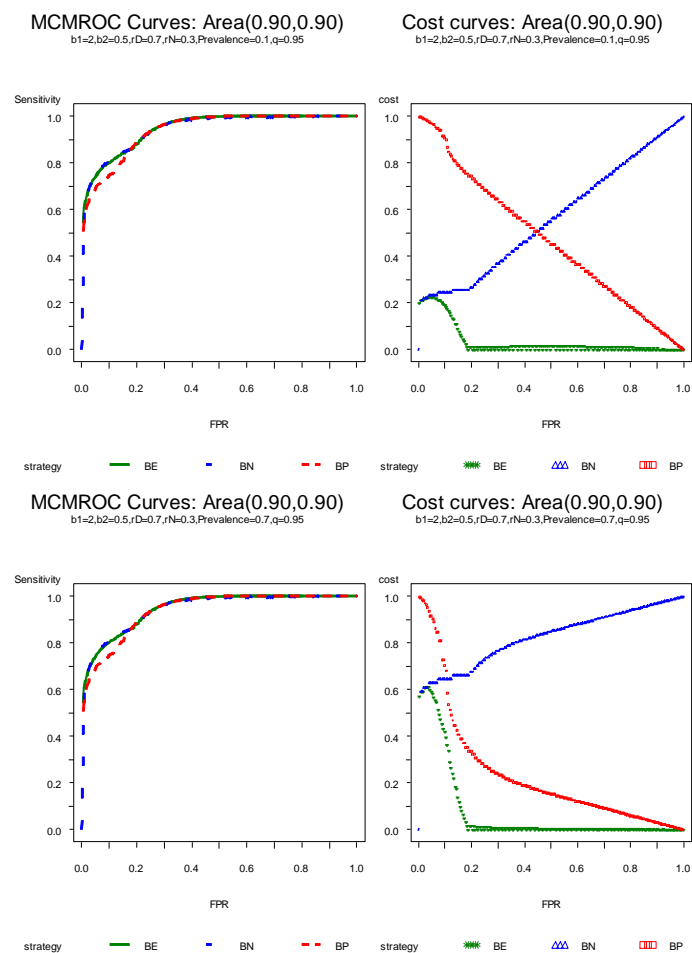 MCMROC Curves: Area(0.90,0.90)
b1=2,b2=0.5,rD=0.7,rN=0.3,Prevalence=0.1,q=0.95
Sensitivity
1.0
0.8
0.6
0.4
0.2
0.0
0.0 0.2 0.4 0.6 0.8 1.0
FPR
strategy BE BN BP
Cost curves: Area(0.90,0.90)
b1=2,b2=0.5,rD=0.7,rN=0.3,Prevalence=0.1,q=0.95
cost
1.0
0.8
0.6
0.4
0.2
0.0
0.0 0.2 0.4 0.6 0.8 1.0
FPR
strategy BE BN BP
MCMROC Curves: Area(0.90,0.90)
b1=2,b2=0.5,rD=0.7,rN=0.3,Prevalence=0.7,q=0.95
Sensitivity
1.0
0.8
0.6
0.4
0.2
0.0
0.0 0.2 0.4 0.6 0.8 1.0
FPR
strategy BE BN BP
Cost curves: Area(0.90,0.90)
b1=2,b2=0.5,rD=0.7,rN=0.3,Prevalence=0.7,q=0.95
cost
1.0
0.8
0.6
0.4
0.2
0.0
0.0 0.2 0.4 0.6 0.8 1.0
FPR
strategy BE BN BP